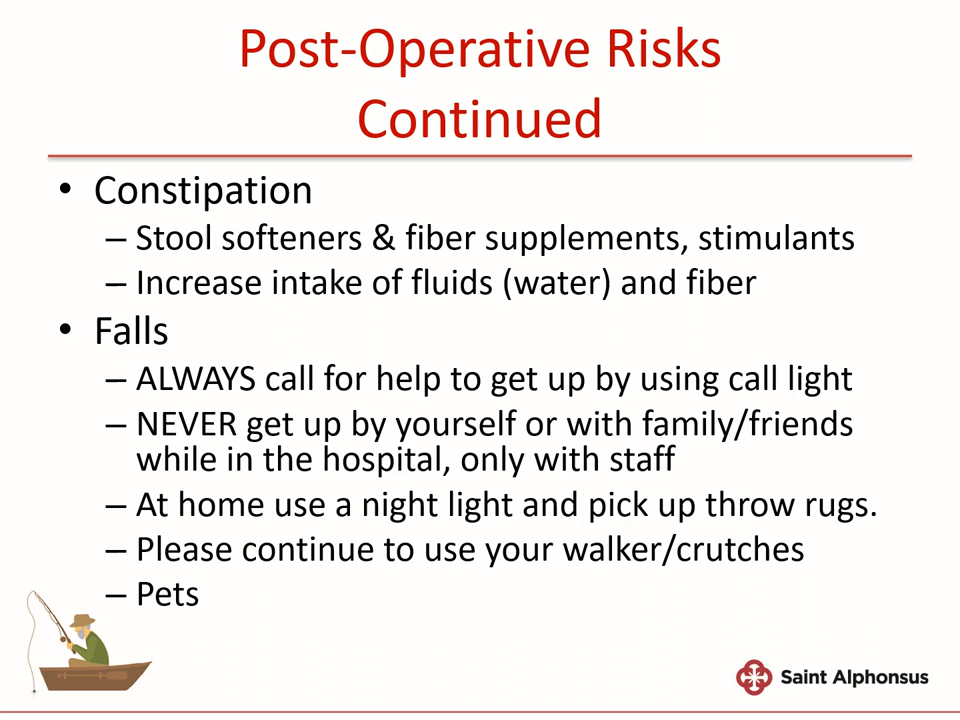 Post-Operative Risks
Continued
• Constipation
– Stool softeners & fiber supplements, stimulants
– Increase intake of fluids (water) and fiber
• Falls
– ALWAYS call for help to get up by using call light
– NEVER get up by yourself or with family/friends
while in the hospital, only with staff
– At home use a night light and pick up throw rugs.
– Please continue to use your walker/crutches
– Pets
Saint Alphonsus